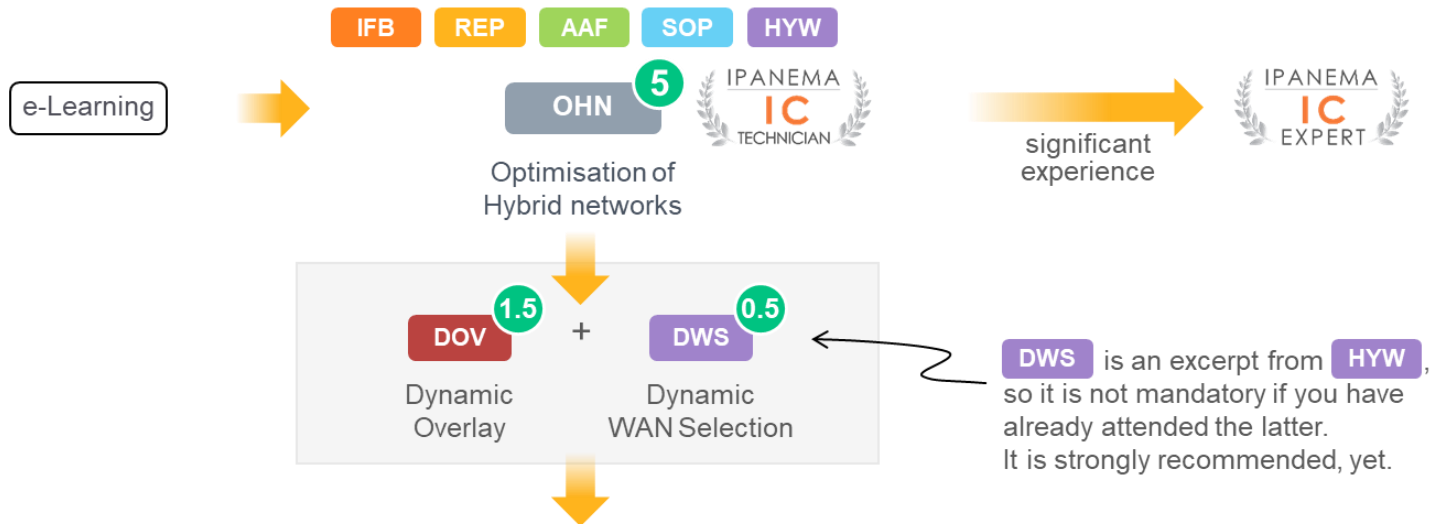 IFB REP AAF SOP HYW
e-Learning
OHN 5
IPANEMA
IC
TECHNICIAN
significant
experience
IPANEMA
IC
EXPERT
Optimisation of
Hybrid networks
DOV 1.5 + DWS 0.5
Dynamic
Overlay
Dynamic
WAN Selection
DWS is an excerpt from HYW,
so it is not mandatory if you have
already attended the latter.
It is strongly recommended, yet.